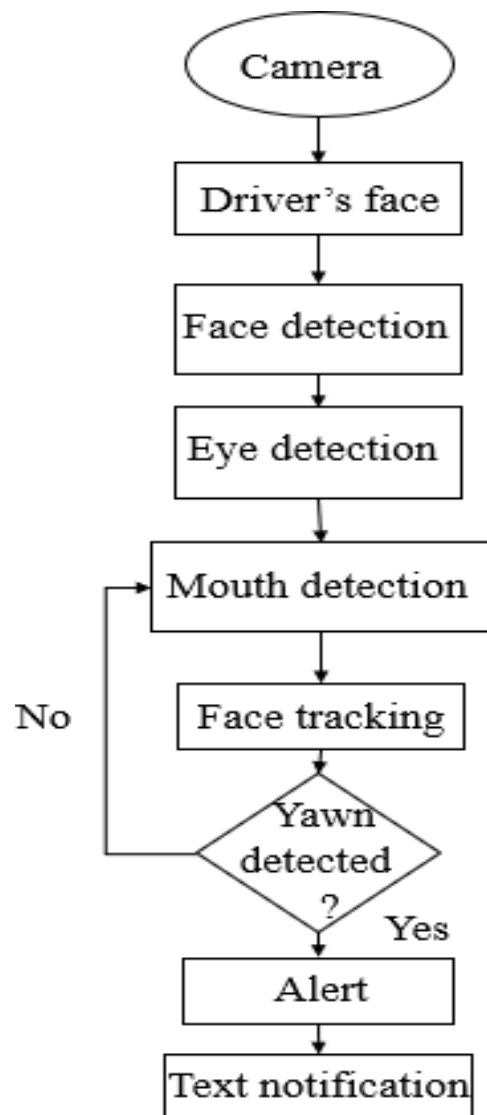 Camera
Driver’s face
Face detection
Eye detection
Mouth detection
No
Face tracking
Yawn
detected
?
Yes
Alert
Text notification